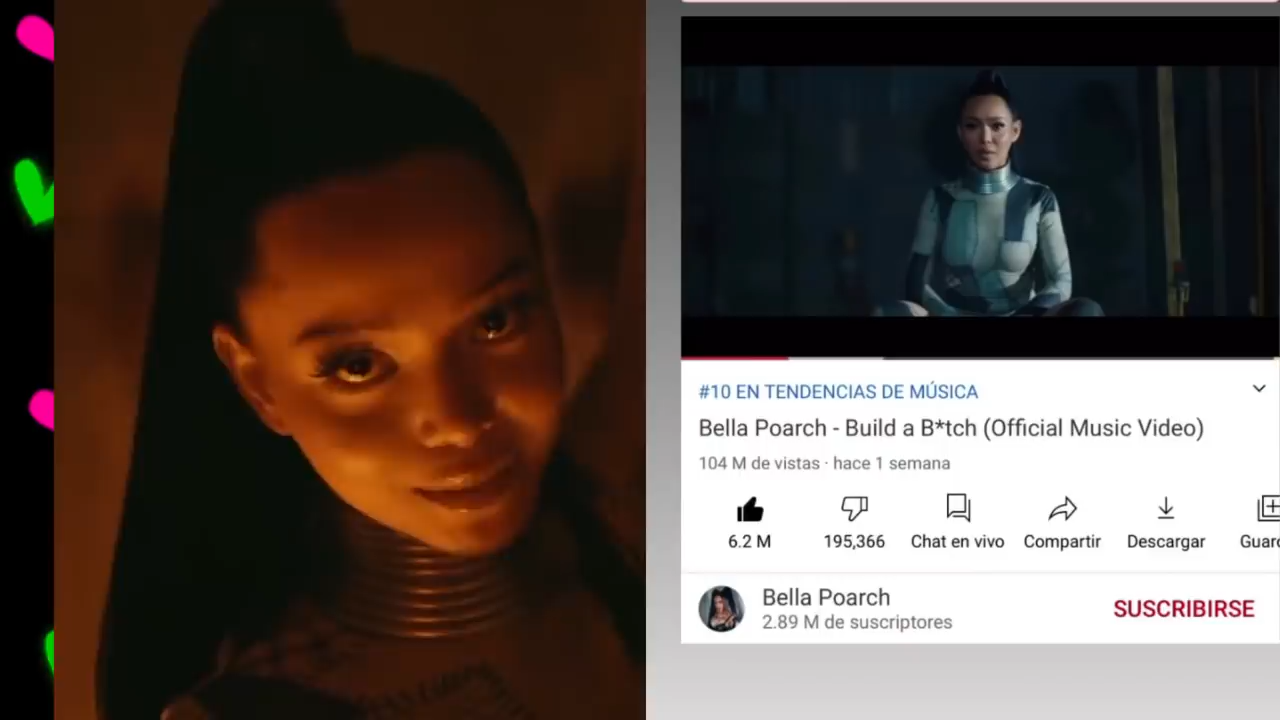 #10 EN TENDENCIAS DE MÚSICA
Bella Poarch - Build a B*tch (Official Music Video)
104 M de vistas · hace 1 semana
6.2 M
195,366
Chat en vivo
Compartir
Descargar
Guarc
Bella Poarch
2.89 M de suscriptores
SUSCRIBIRSE